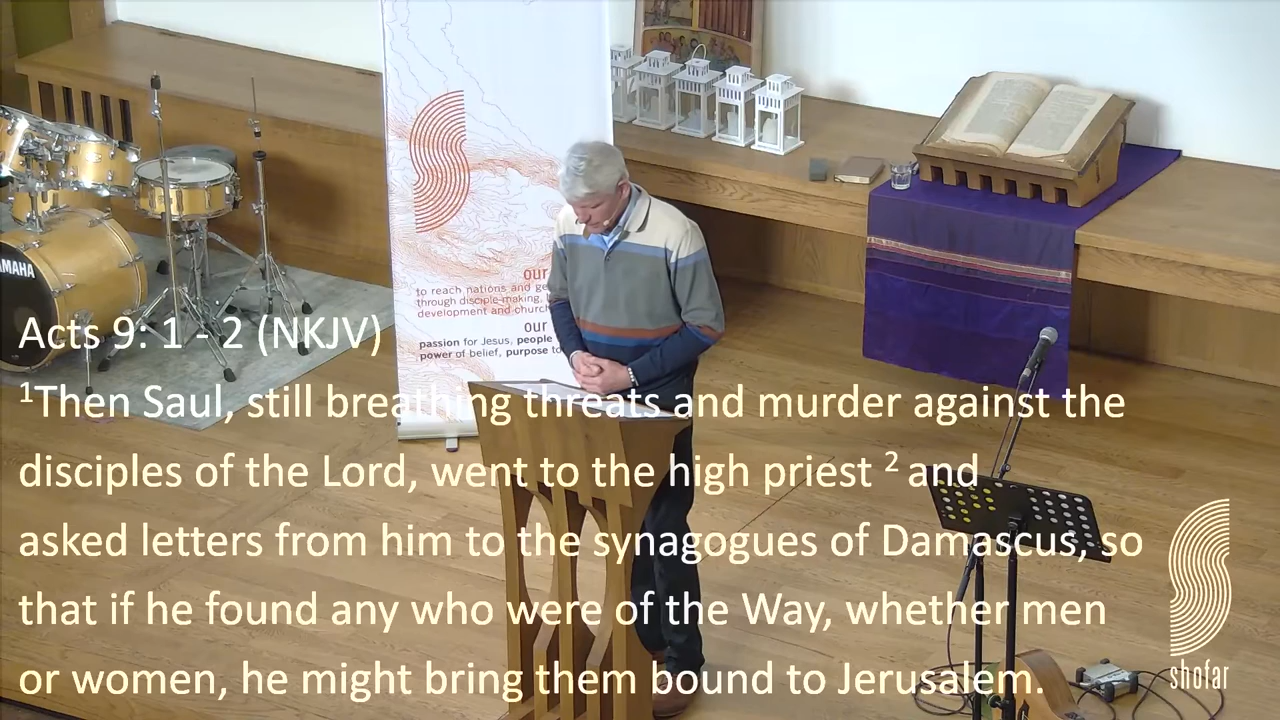 YAMAHA
our
to reach nations and ge
through disciple-making,
development and church
our
passion for Jesus, people
power of belief, purpose to
Acts 9: 1 - 2 (NKJV)
¹Then Saul, still breathing threats and murder against the
disciples of the Lord, went to the high priest ² and
asked letters from him to the synagogues of Damascus, so
that if he found any who were of the Way, whether men
or women, he might bring them bound to Jerusalem.
shofar